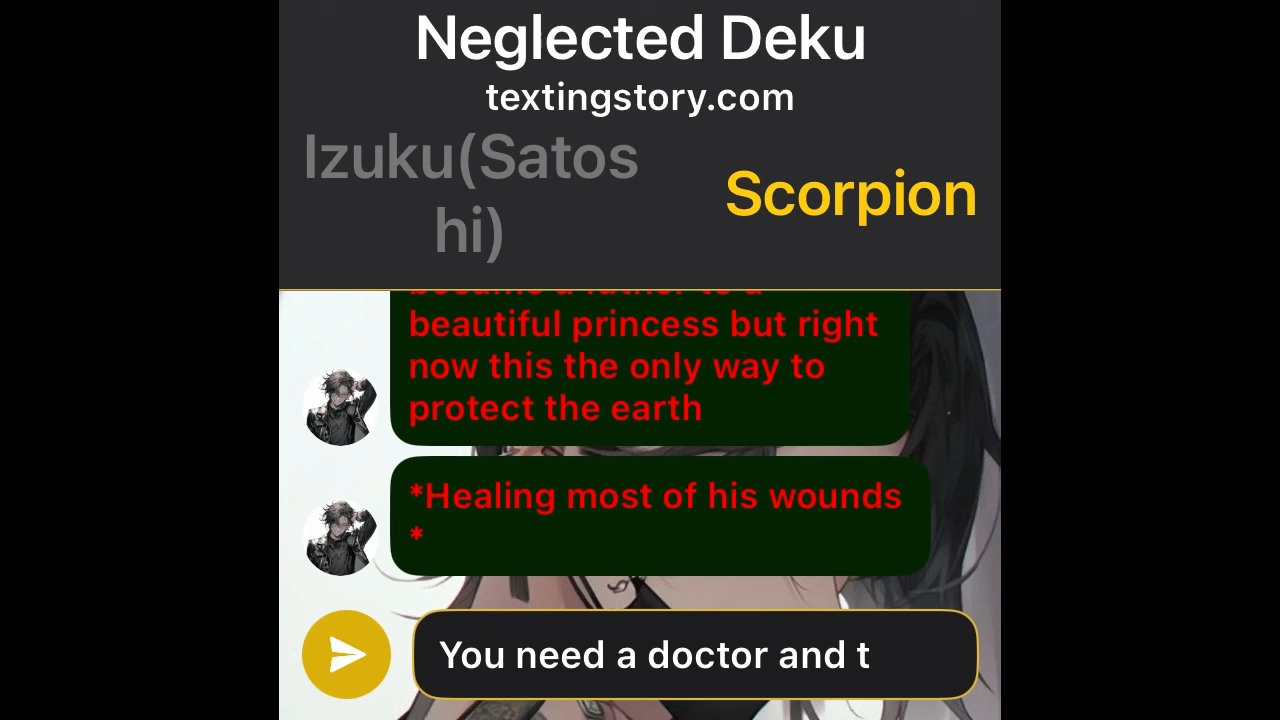 Neglected Deku
textingstory.com
Izuku(Satos
hi)
Scorpion
beautiful princess but right
now this the only way to
protect the earth
*Healing most of his wounds
*
You need a doctor and t